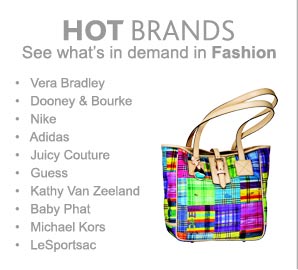 HOT BRANDS
See what's in demand in Fashion
• Vera Bradley
• Dooney & Bourke
• Nike
• Adidas
• Juicy Couture
• Guess
• Kathy Van Zeeland
• Baby Phat
• Michael Kors
• LeSportsac